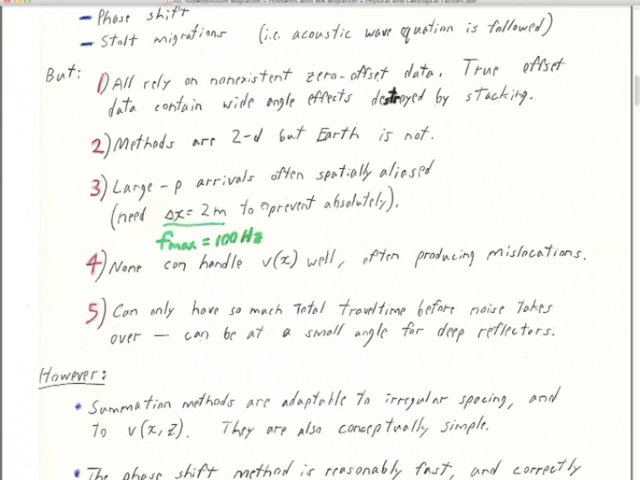 – Phase shift
– Stolt migrations (i.e. acoustic wave quation is followed)
But: 1) All rely on nonexistent zero-offset data. True offset
data contain wide angle effects destroyed by stacking.
2) Methods are 2-d but Earth is not.
3) Large-p arrivals often spatially aliased
(need Δx = 2 m to prevent absolutely).
fmax = 100 Hz
4) None can handle v(x) well, often producing mislocations.
5) Can only have so much total traveltime before noise takes
over — can be at a small angle for deep reflectors.
However:
• Summation methods are adaptable to irregular spacing, and
to v(x,z). They are also conceptually simple.
• The phase shift method is reasonably fast, and correctly